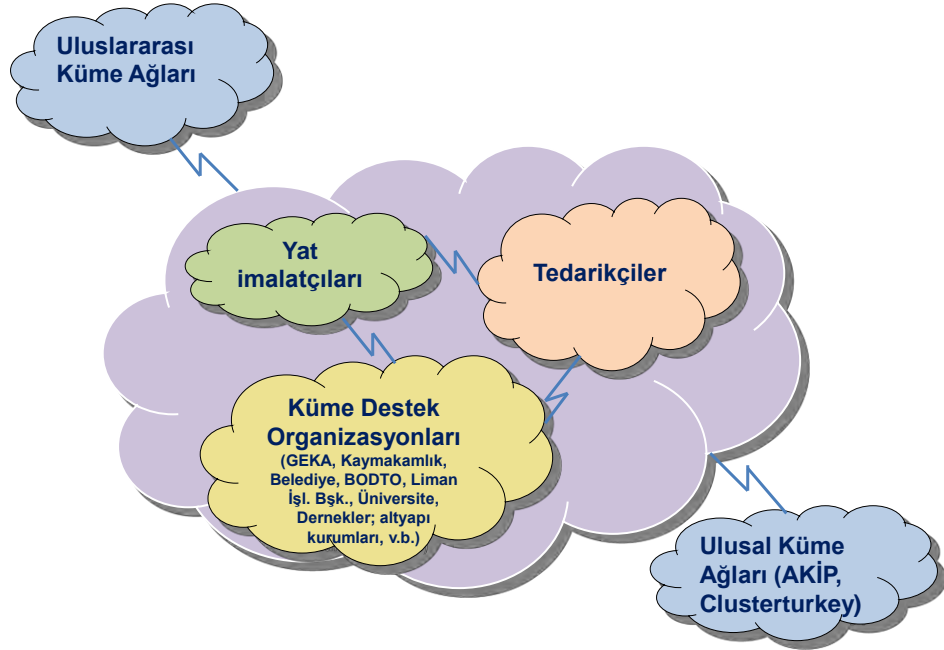 Uluslararası
Küme Ağları
Yat
imalatçıları
Tedarikçiler
Küme Destek
Organizasyonları
(GEKA, Kaymakamlık,
Belediye, BODTO, Liman
İşl. Bşk., Üniversite,
Dernekler; altyapı
kurumları, v.b.)
Ulusal Küme
Ağları (AKİP,
Clusterturkey)